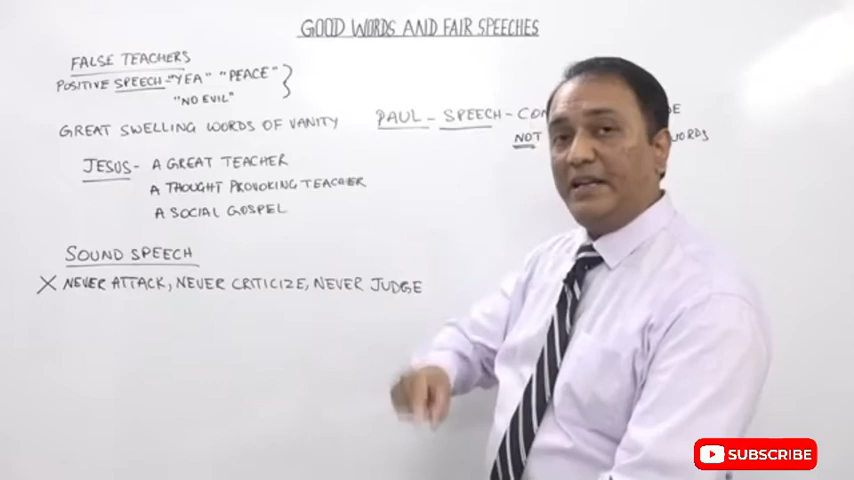 GOOD WORDS AND FAIR SPEECHES
FALSE TEACHERS
POSITIVE SPEECH - "YEA" "PEACE"
"NO EVIL"
GREAT SWELLING WORDS OF VANITY
JESUS - A GREAT TEACHER
A THOUGHT PROVOKING TEACHER
A SOCIAL GOSPEL
SOUND SPEECH
X NEVER ATTACK, NEVER CRITICIZE, NEVER JUDGE
PAUL - SPEECH -
NOT
SUBSCRIBE